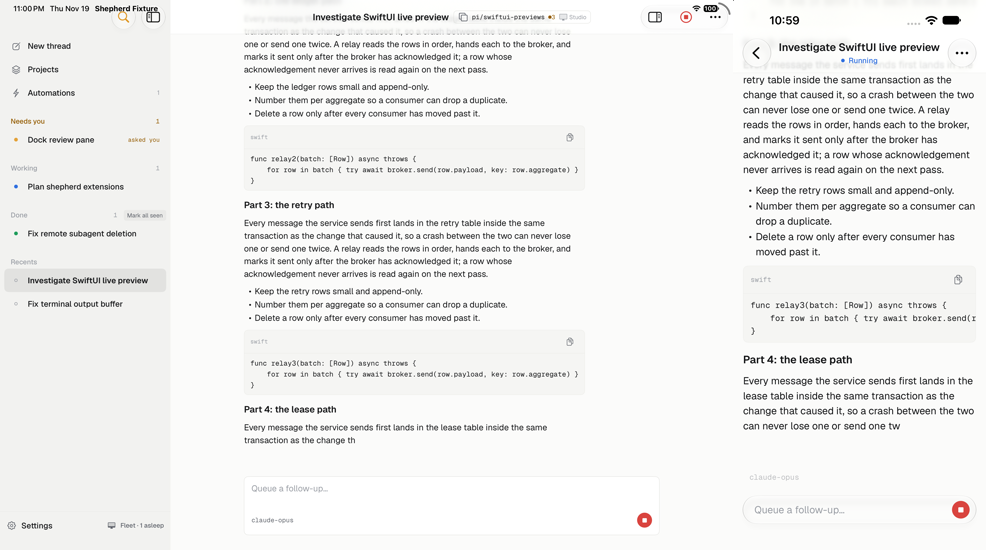 11:00 PM Thu Nov 19 Shepherd Fixture
New thread
Projects
Automations 1
Needs you 1
Dock review pane asked you
Working 1
Plan shepherd extensions
Done 1 Mark all seen
Fix remote subagent deletion
Recents
Investigate SwiftUI live preview
Fix terminal output buffer
Settings
Fleet · 1 asleep
Investigate SwiftUI live preview pi/swiftui-previews 3 Studio
100
one or send one twice. A relay reads the rows in order, hands each to the broker, and
marks it sent only after the broker has acknowledged it; a row whose
acknowledgement never arrives is read again on the next pass.
• Keep the ledger rows small and append-only.
• Number them per aggregate so a consumer can drop a duplicate.
• Delete a row only after every consumer has moved past it.
swift
func relay2(batch: [Row]) async throws {
for row in batch { try await broker.send(row.payload, key: row.aggregate) }
}
Part 3: the retry path
Every message the service sends first lands in the retry table inside the same
transaction as the change that caused it, so a crash between the two can never lose
one or send one twice. A relay reads the rows in order, hands each to the broker, and
marks it sent only after the broker has acknowledged it; a row whose
acknowledgement never arrives is read again on the next pass.
• Keep the retry rows small and append-only.
• Number them per aggregate so a consumer can drop a duplicate.
• Delete a row only after every consumer has moved past it.
swift
func relay3(batch: [Row]) async throws {
for row in batch { try await broker.send(row.payload, key: row.aggregate) }
}
Part 4: the lease path
Every message the service sends first lands in the lease table inside the same
transaction as the change th
Queue a follow-up...
claude-opus
10:59
Investigate SwiftUI live preview
Running
retry table inside the same transaction as the
change that caused it, so a crash between the two
can never lose one or send one twice. A relay
reads the rows in order, hands each to the broker,
and marks it sent only after the broker has
acknowledged it; a row whose acknowledgement
never arrives is read again on the next pass.
• Keep the retry rows small and append-only.
• Number them per aggregate so a consumer can
drop a duplicate.
• Delete a row only after every consumer has
moved past it.
swift
func relay3(batch: [Row]) async throws {
for row in batch { try await broker.send(r
}
Part 4: the lease path
Every message the service sends first lands in the
lease table inside the same transaction as the
change that caused it, so a crash between the two
can never lose one or send one tw
claude-opus
Queue a follow-up...